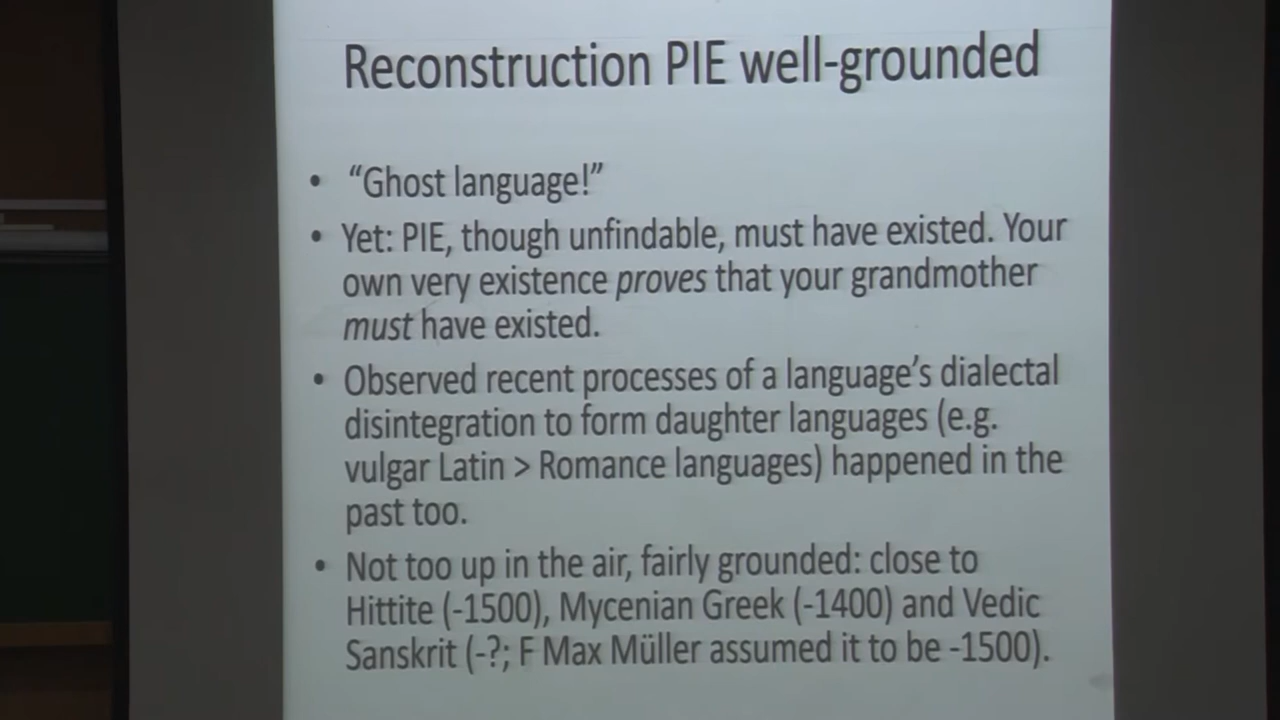 Reconstruction PIE well-grounded
• “Ghost language!”
• Yet: PIE, though unfindable, must have existed. Your
own very existence proves that your grandmother
must have existed.
• Observed recent processes of a language’s dialectal
disintegration to form daughter languages (e.g.
vulgar Latin > Romance languages) happened in the
past too.
• Not too up in the air, fairly grounded: close to
Hittite (-1500), Mycenian Greek (-1400) and Vedic
Sanskrit (-?; F Max Müller assumed it to be -1500).